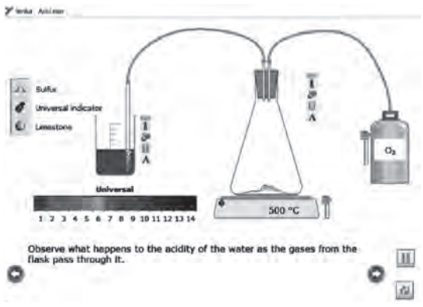 Sulfur
Universal indicator
Limestone
A
A
O₂
Universal
1 2 3 4 5 6 7 8 9 10 11 12 13 14
500 °C
Observe what happens to the acidity of the water as the gases from the
flask pass through it.